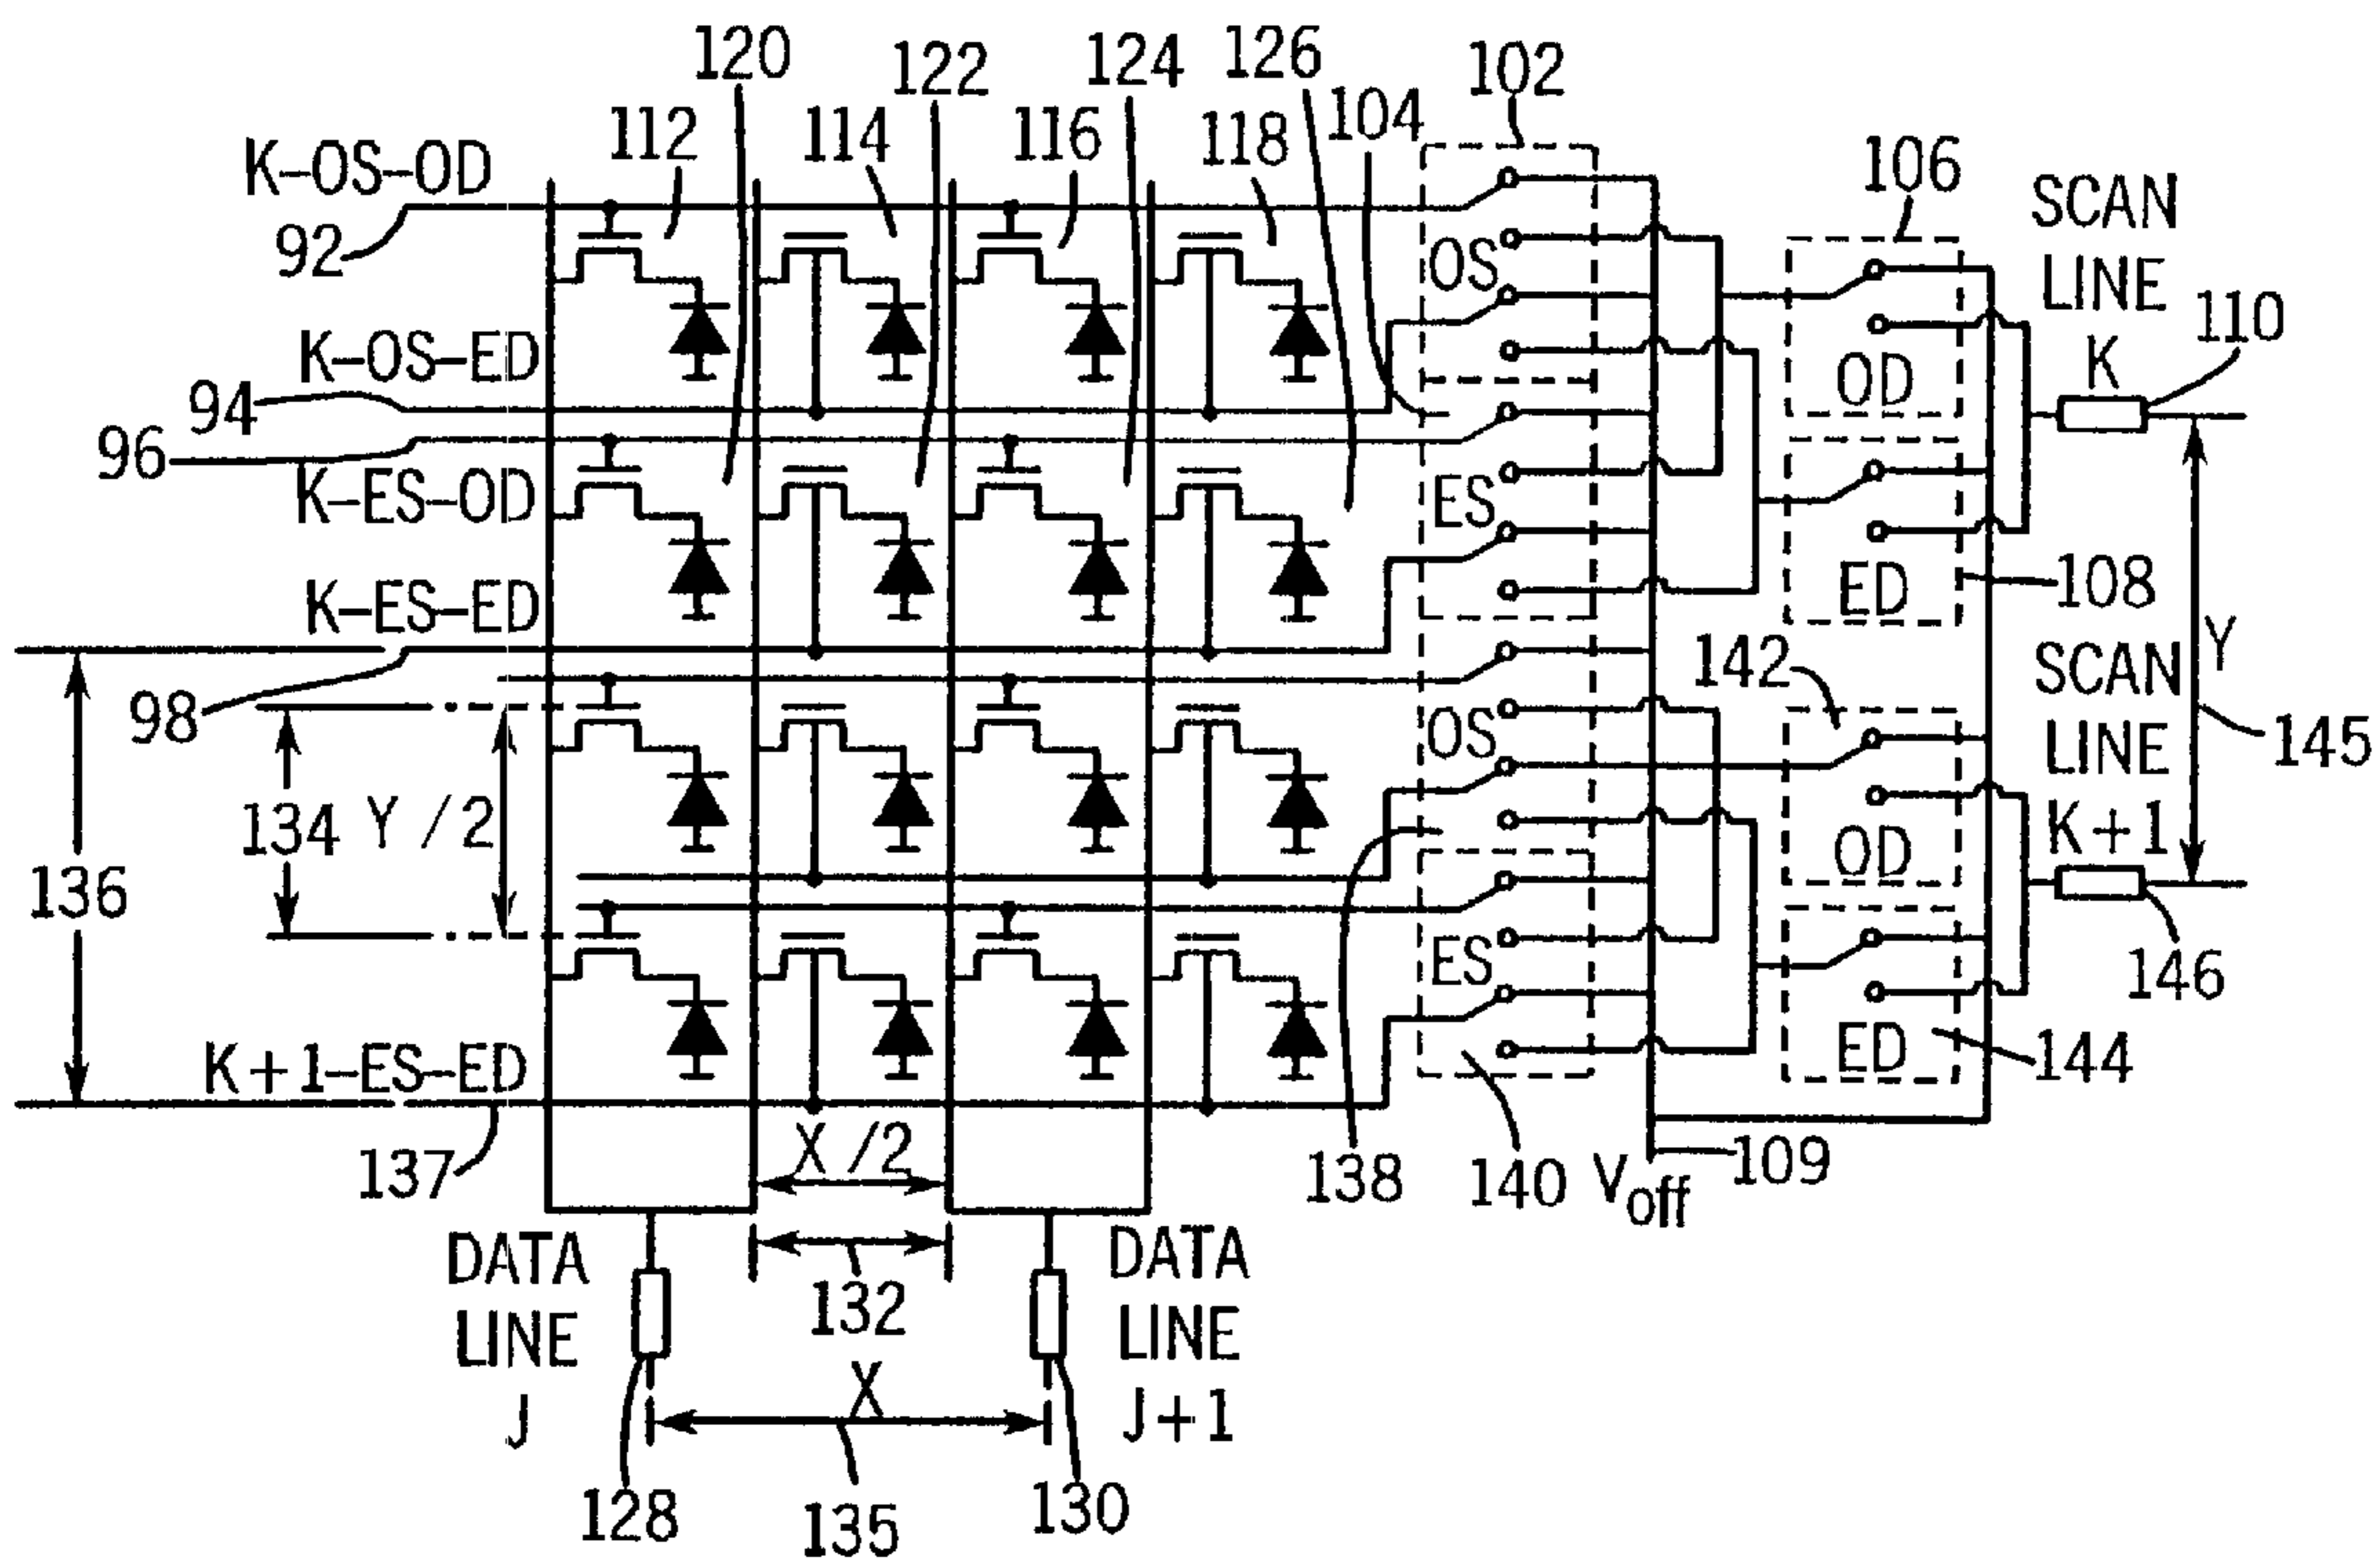 120
122
124
126
102
112
114
116
118
104
106
SCAN
LINE
K
110
K–OS–OD
92
OS
OD
K–OS–ED
94
96
K–ES–OD
ES
ED
108
K–ES–ED
98
142
SCAN
LINE
K+1
Y
145
OS
OD
134
Y/2
136
ES
ED
146
144
K+1–ES–ED
137
X/2
138
140
Voff
109
DATA
LINE
J
132
DATA
LINE
J+1
X
128
135
130